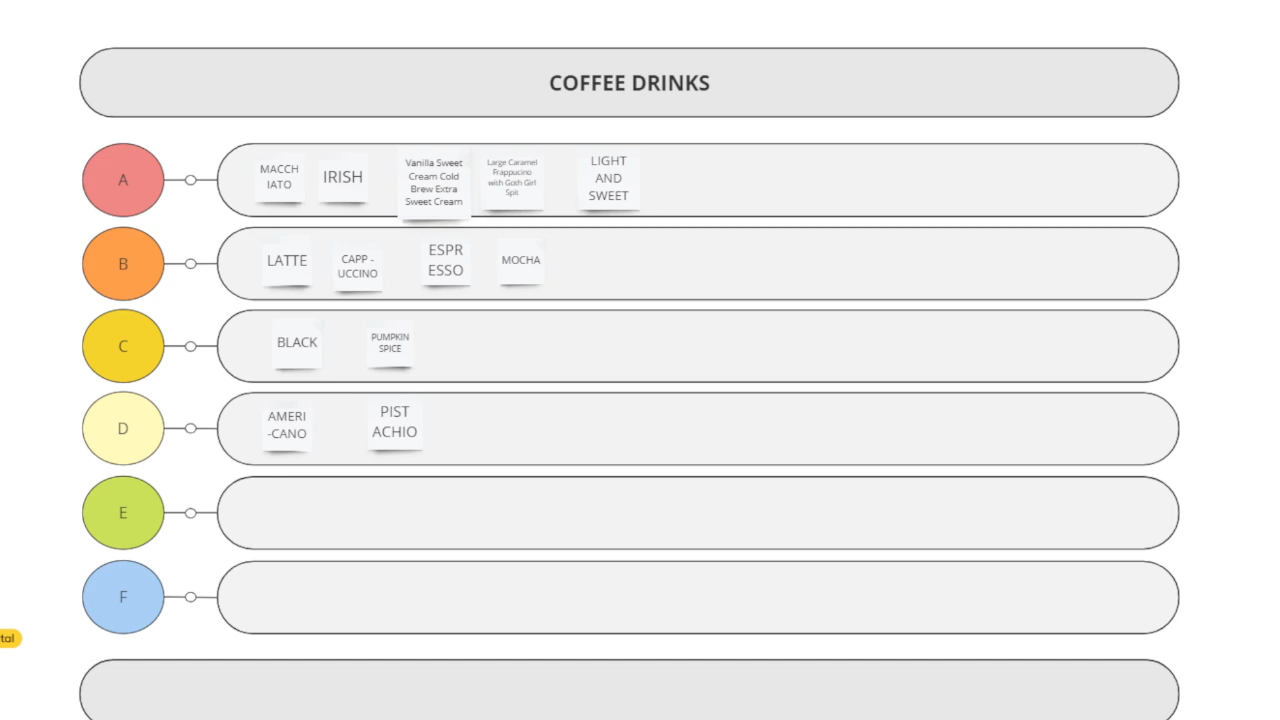 COFFEE DRINKS
A
MACCH
IATO
IRISH
Vanilla Sweet
Cream Cold
Brew Extra
Sweet Cream
Large Caramel
Frappucino
with Goth Girl
Spit
LIGHT
AND
SWEET
B
LATTE
CAPP -
UCCINO
ESPR
ESSO
MOCHA
C
BLACK
PUMPKIN
SPICE
D
AMERI
-CANO
PIST
ACHIO
E
F
tal